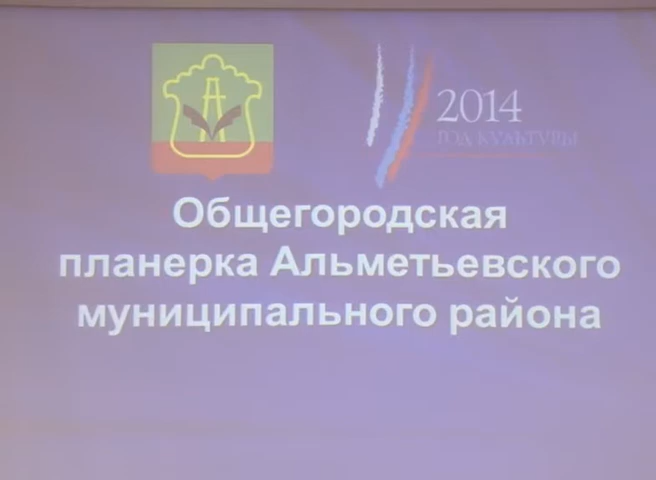 2014
ГОД КУЛЬТУРЫ
Общегородская
планерка Альметьевского
муниципального района